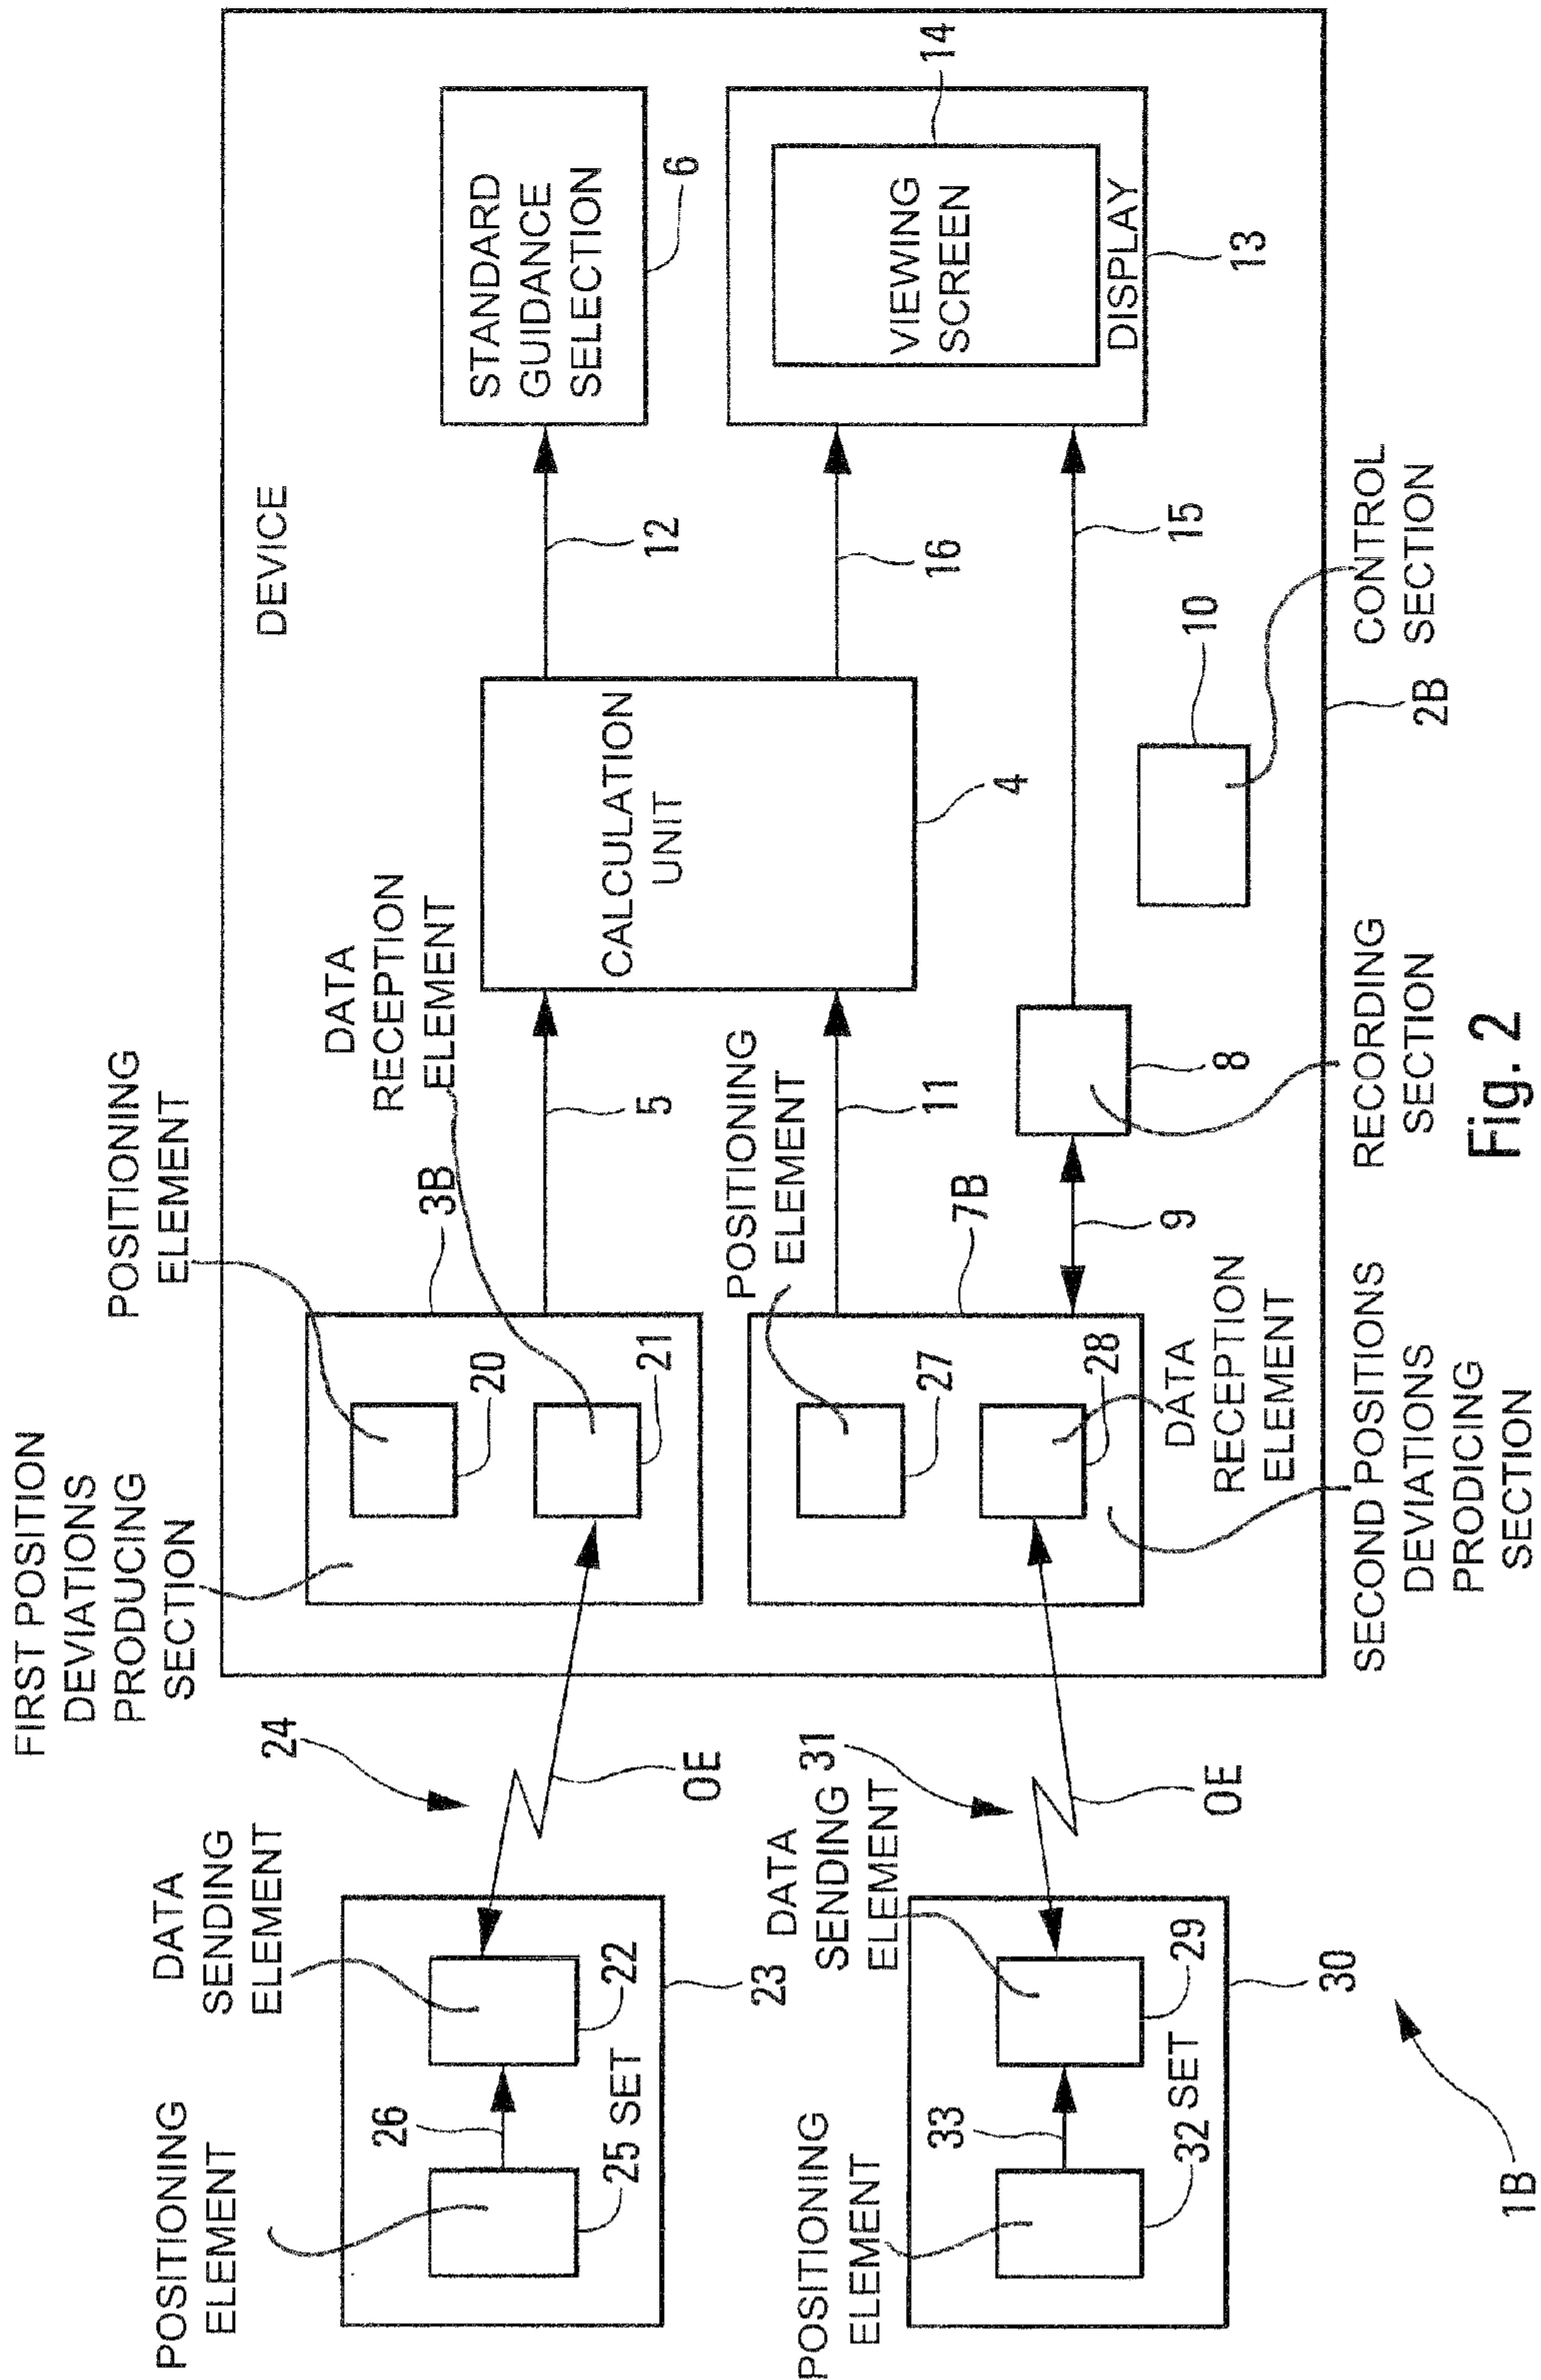 FIRST POSITION
DEVIATIONS
PRODUCING
SECTION
POSITIONING
ELEMENT
DATA
RECEPTION
ELEMENT
DEVICE
POSITIONING
ELEMENT
DATA
SENDING
ELEMENT
24
3B
20
21
5
12
STANDARD
GUIDANCE
SELECTION
6
26
25
SET
22
23
OE
CALCULATION
UNIT
4
POSITIONING
ELEMENT
11
16
14
VIEWING
SCREEN
DISPLAY
13
POSITIONING
ELEMENT
DATA
SENDING
ELEMENT
31
27
7B
28
9
8
15
10
33
32
SET
29
30
OE
DATA
RECEPTION
ELEMENT
SECOND POSITIONS
DEVIATIONS
PRODICING
SECTION
RECORDING
SECTION
CONTROL
SECTION
2B
1B
Fig. 2